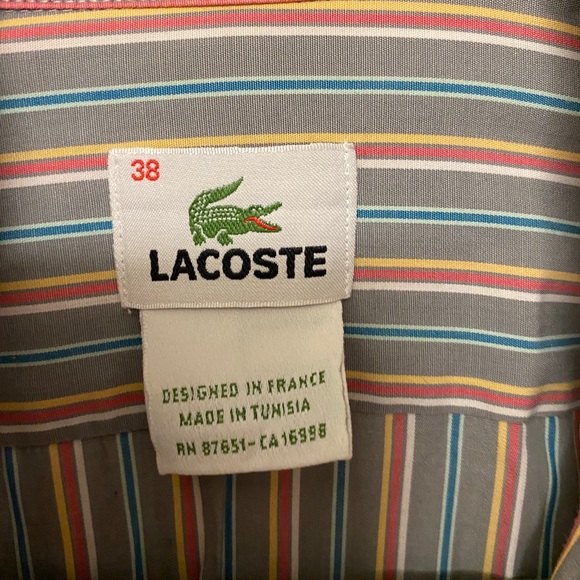 38
LACOSTE
DESIGNED IN FRANCE
MADE IN TUNISIA
RN 87651-CA16998